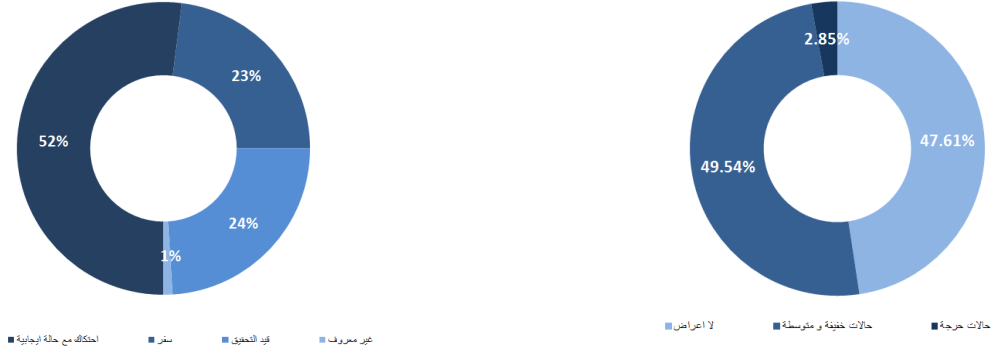 52%
23%
24%
1%
احتكاك مع حالة ايجابية
سفر
قيد التحقيق
غير معروف
2.85%
49.54%
47.61%
لا اعراض
حالات خفيفة و متوسطة
حالات حرجة